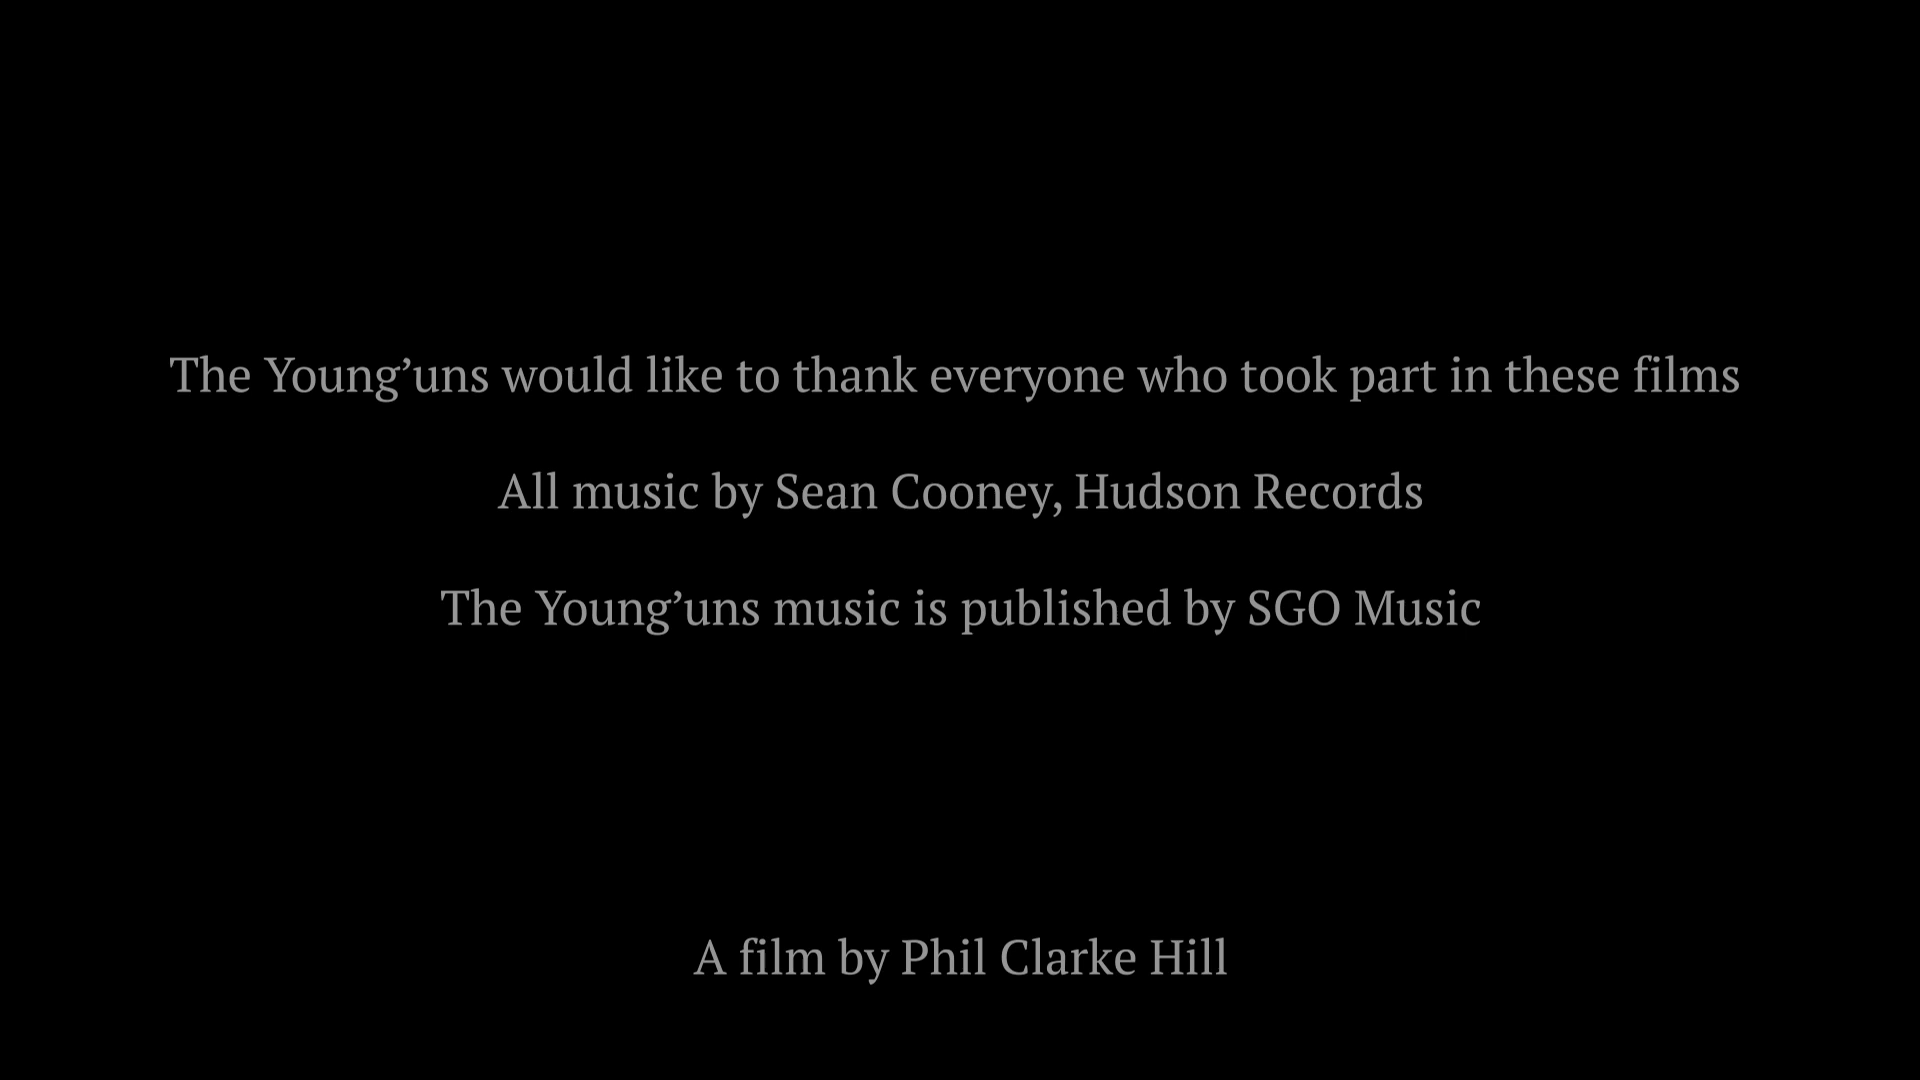 The Young’uns would like to thank everyone who took part in these films
All music by Sean Cooney, Hudson Records
The Young’uns music is published by SGO Music
A film by Phil Clarke Hill